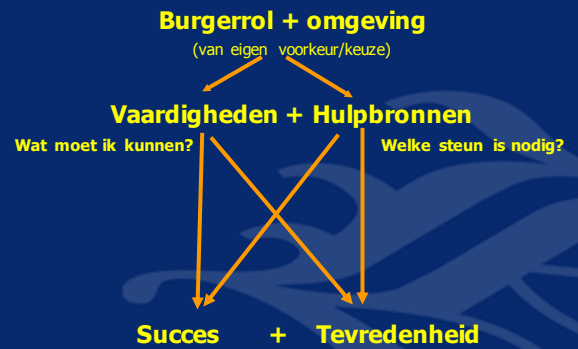 Burgerrol + omgeving
(van eigen voorkeur/keuze)
Vaardigheden + Hulpbronnen
Wat moet ik kunnen?
Welke steun is nodig?
Succes + Tevredenheid